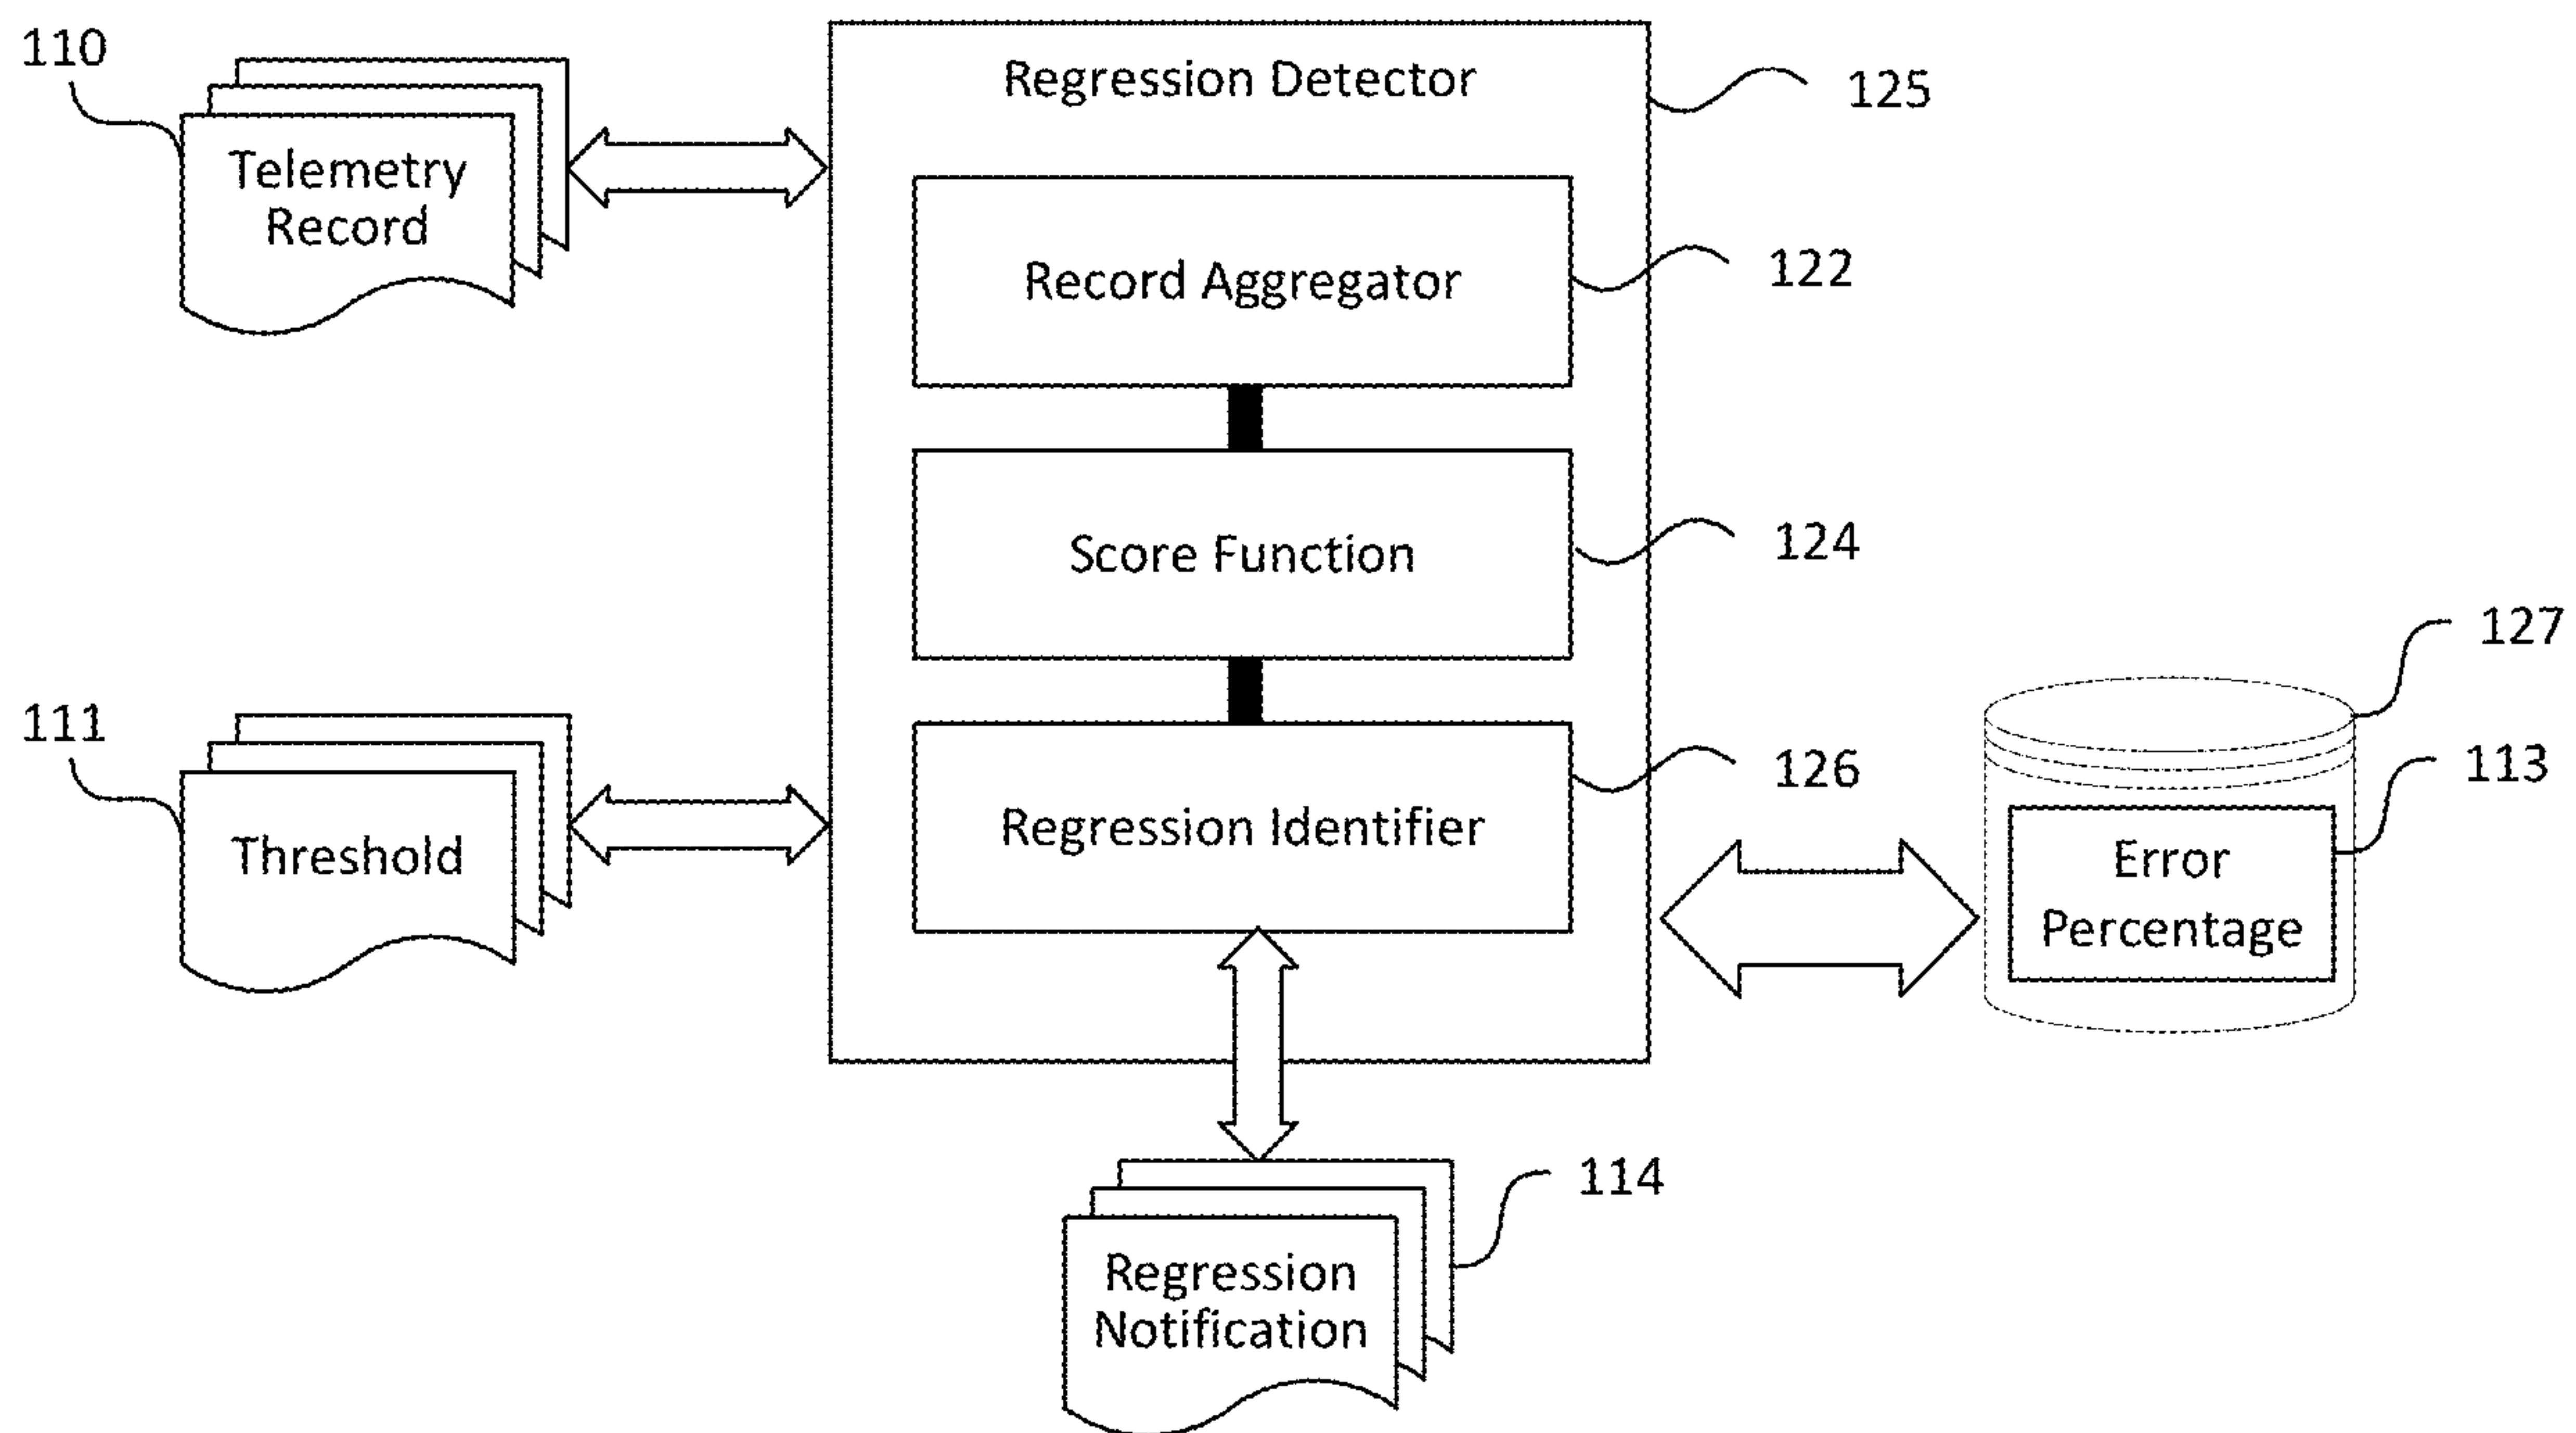 110
Telemetry
Record
Regression Detector
125
Record Aggregator
122
Score Function
124
111
Threshold
Regression Identifier
126
127
113
Error
Percentage
114
Regression
Notification